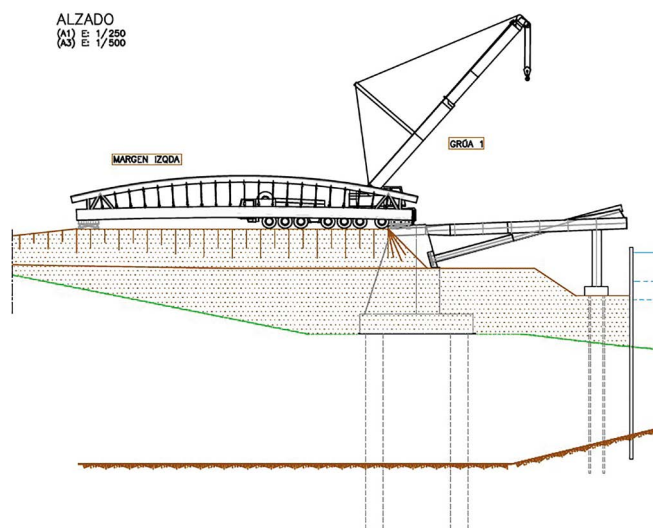 ALZADO
(A1) E: 1/250
(A3) E: 1/500
MARGEN IZQDA
GRÚA 1